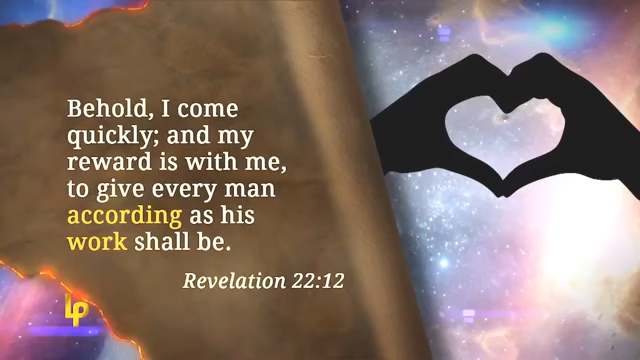 Behold, I come
quickly; and my
reward is with me,
to give every man
according as his
work shall be.
Revelation 22:12
LP